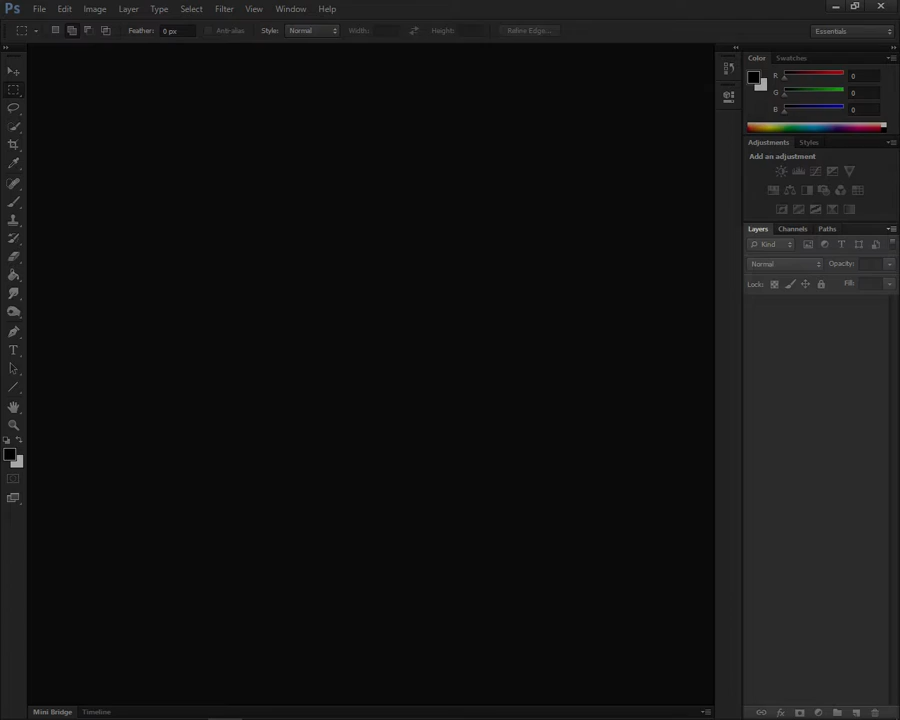 Ps File Edit Image Layer Type Select Filter View Window Help
Feather: 0 px Anti-alias Style: Normal Width: Height: Refine Edge... Essentials
Color Swatches
R 0
G 0
B 0
Adjustments Styles
Add an adjustment
Layers Channels Paths
Kind T
Normal Opacity:
Lock: Fill:
T
Mini Bridge Timeline
fx